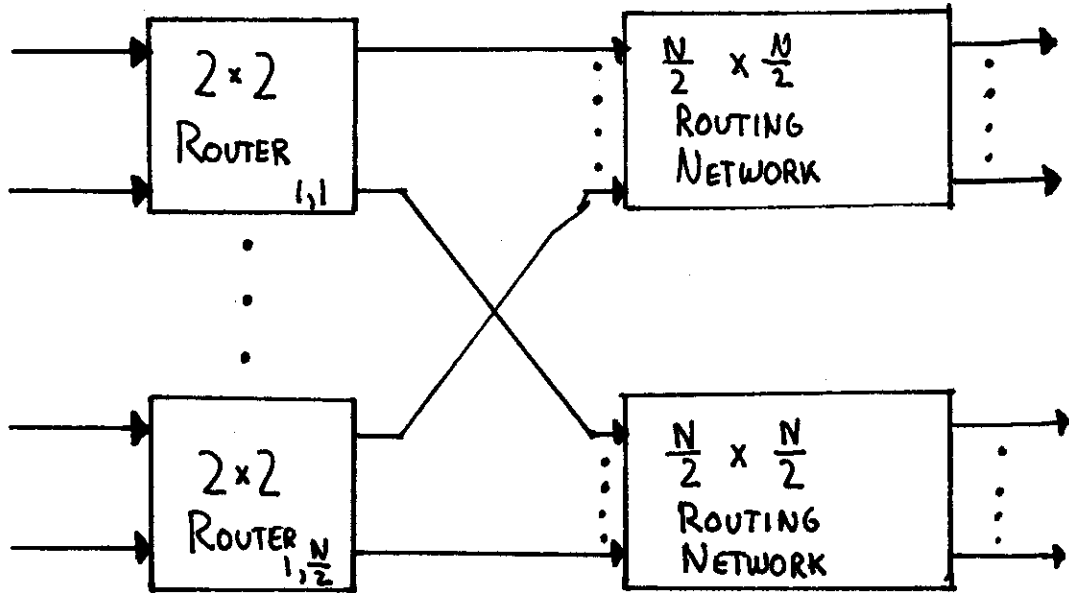 2 × 2
ROUTER
1,1
N/2 × N/2
ROUTING
NETWORK
2 × 2
ROUTER
1, N/2
N/2 × N/2
ROUTING
NETWORK